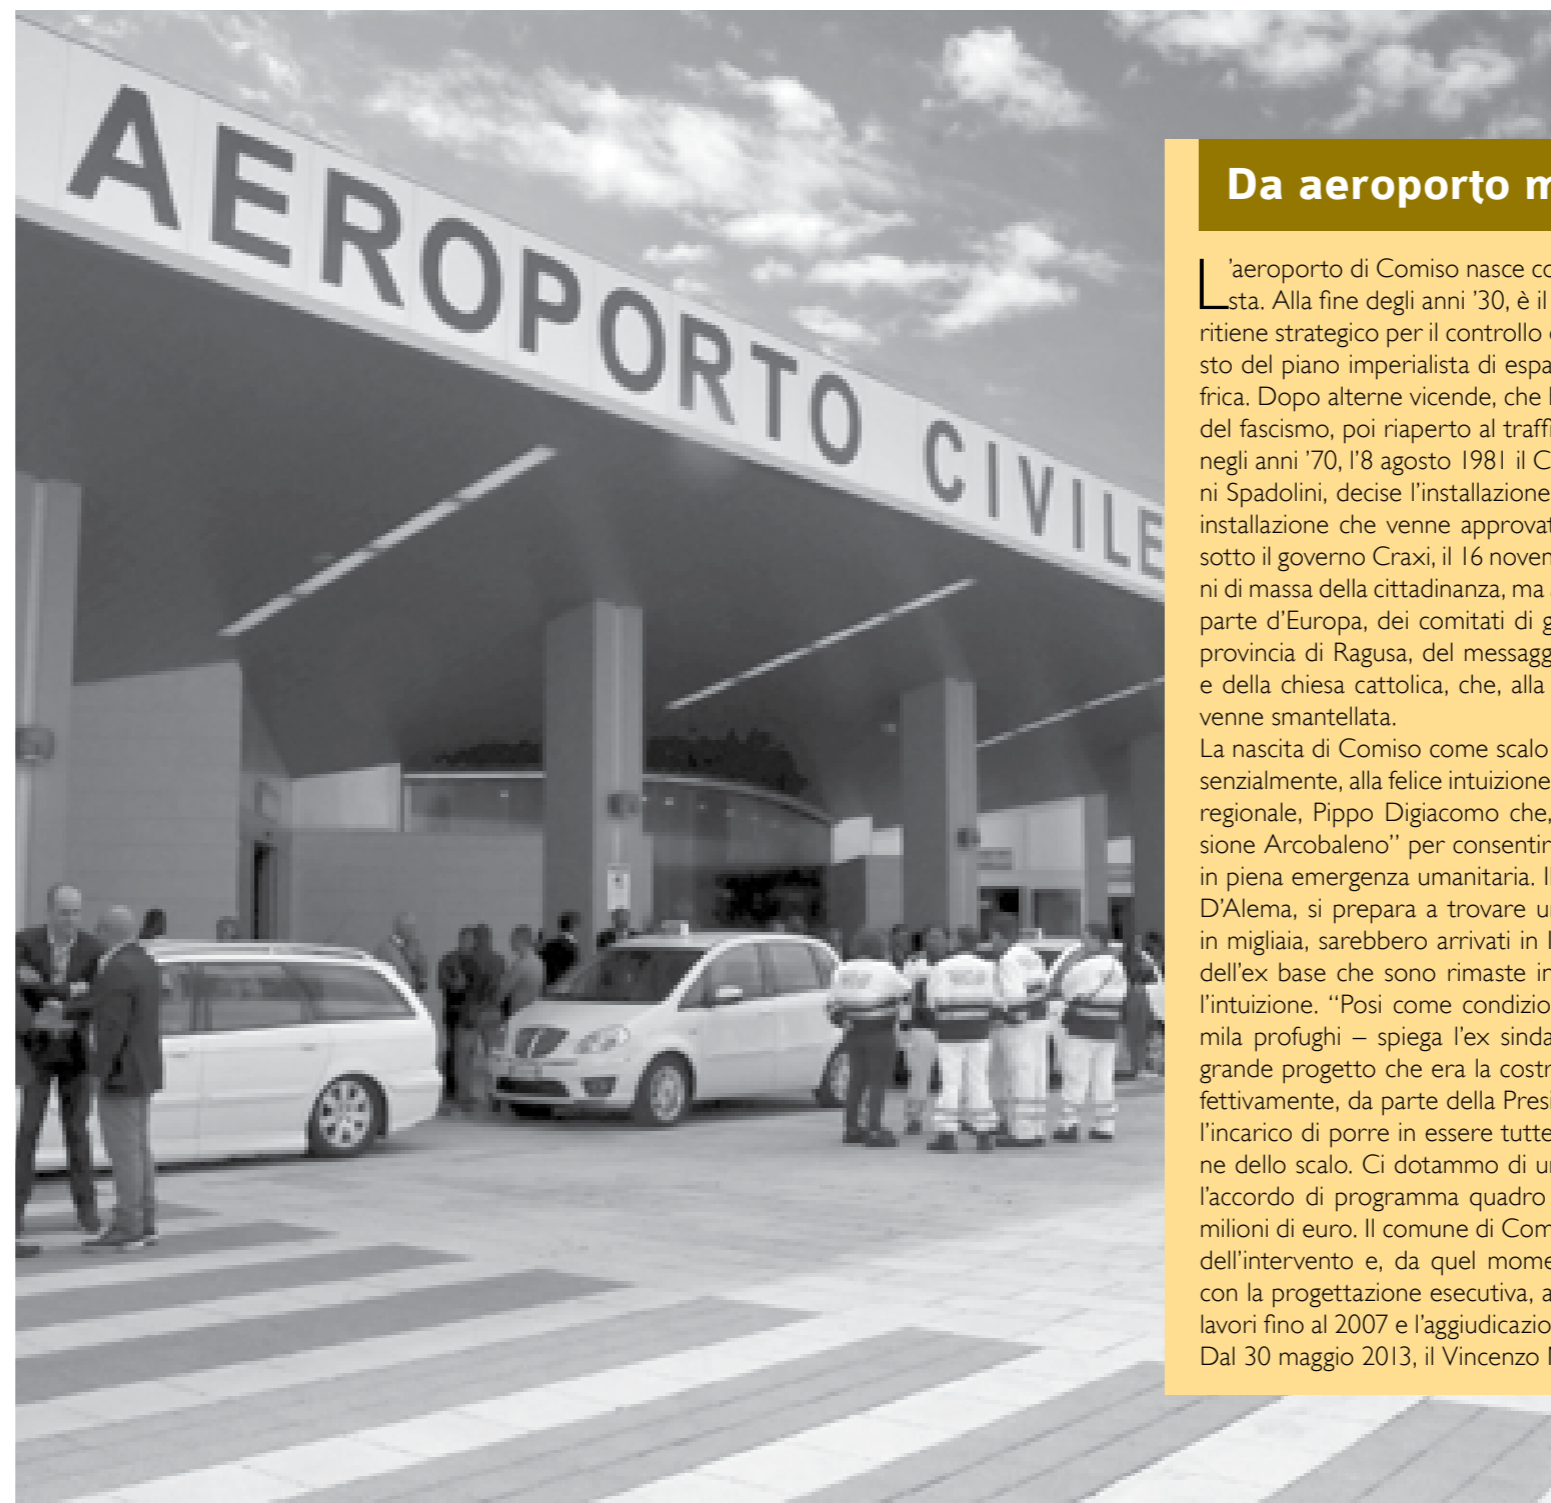 AEROPORTO CIVILE
Da aeroporto m
L'aeroporto di Comiso nasce co
sta. Alla fine degli anni '30, è il
ritiene strategico per il controllo
sto del piano imperialista di espa
frica. Dopo alterne vicende, che
del fascismo, poi riaperto al traffi
negli anni '70, l'8 agosto 1981 il C
ni Spadolini, decise l'installazione
installazione che venne approvat
sotto il governo Craxi, il 16 noven
ni di massa della cittadinanza, ma
parte d'Europa, dei comitati di g
provincia di Ragusa, del messagg
e della chiesa cattolica, che, alla
venne smantellata.
La nascita di Comiso come scalo
senzialmente, alla felice intuizione
regionale, Pippo Digiacomo che,
sione Arcobaleno” per consentir
in piena emergenza umanitaria. Il
D'Alema, si prepara a trovare un
in migliaia, sarebbero arrivati in I
dell'ex base che sono rimaste in
l'intuizione. “Posi come condizio
mila profughi – spiega l'ex sinda
grande progetto che era la costr
fettivamente, da parte della Presi
l'incarico di porre in essere tutte
ne dello scalo. Ci dotammo di un
l'accordo di programma quadro
milioni di euro. Il comune di Com
dell'intervento e, da quel mome
con la progettazione esecutiva, a
lavori fino al 2007 e l'aggiudicazio
Dal 30 maggio 2013, il Vincenzo